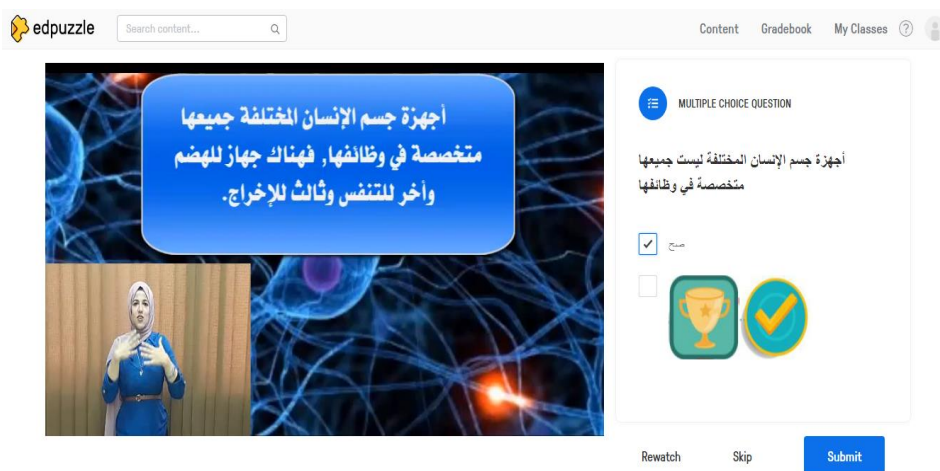 edpuzzle
Search content...
Content
Gradebook
My Classes
?
أجهزة جسم الإنسان المختلفة جميعها
متخصصة في وظائفها, فهناك جهاز للهضم
وأخر للتنفس وثالث للإخراج.
MULTIPLE CHOICE QUESTION
أجهزة جسم الإنسان المختلفة ليست جميعها
متخصصة في وظائفها
صح
Rewatch
Skip
Submit